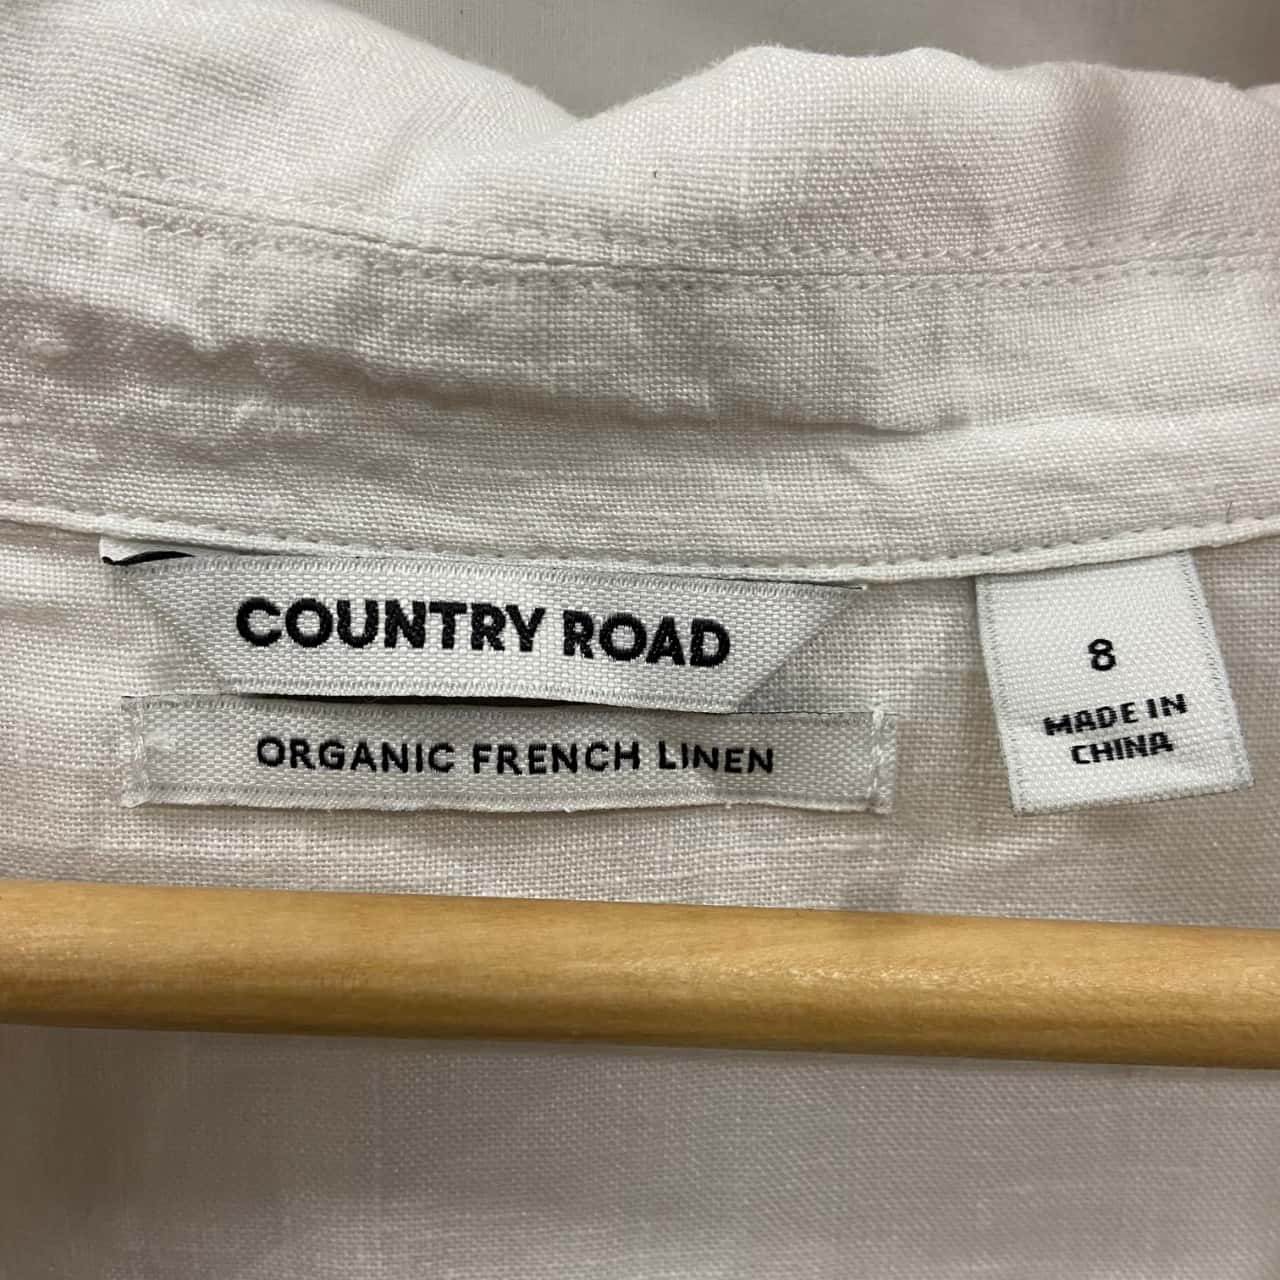 COUNTRY ROAD
ORGANIC FRENCH LINEN
8
MADE IN
CHINA